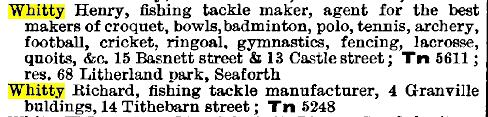 Whitty Henry, fishing tackle maker, agent for the best
makers of croquet, bowls, badminton, polo, tennis, archery,
football, cricket, ringoal, gymnastics, fencing, lacrosse,
quoits, &c. 15 Basnett street & 13 Castle street; Tn 5611;
res. 68 Litherland park, Seaforth
Whitty Richard, fishing tackle manufacturer, 4 Granville
buldings, 14 Tithebarn street; Tn 5248